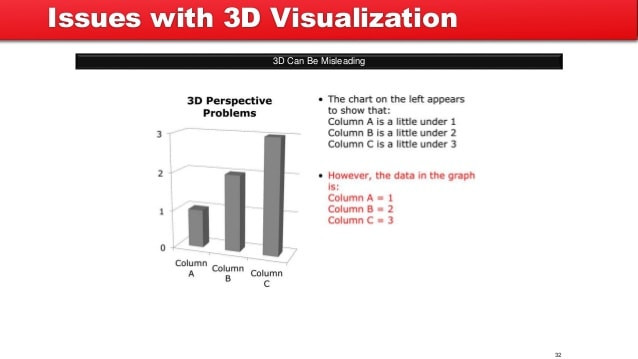 Issues with 3D Visualization
3D Can Be Misleading
3D Perspective
Problems
3
2
1
0
Column
A
Column
B
Column
C
• The chart on the left appears
to show that:
Column A is a little under 1
Column B is a little under 2
Column C is a little under 3
• However, the data in the graph
is:
Column A = 1
Column B = 2
Column C = 3
32